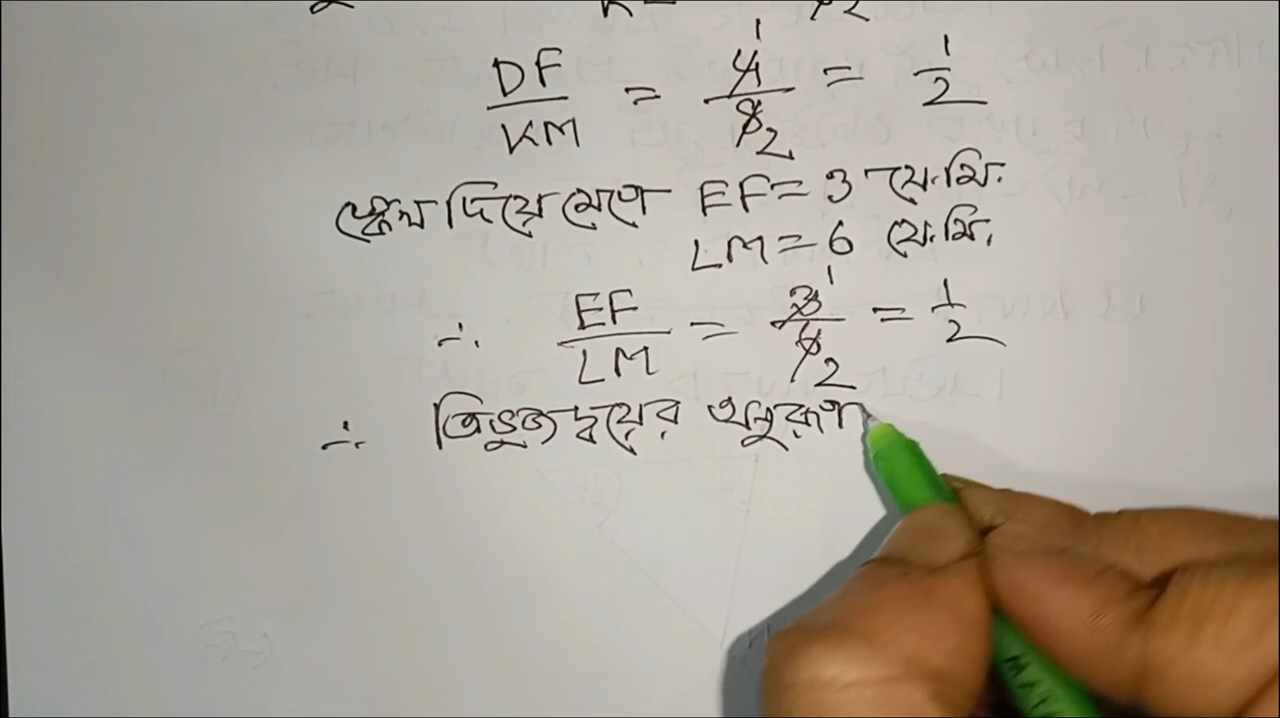 DF/KM = 4/8 = 1/2
স্কেল দিয়ে মেপে EF = 3 সে.মি.
LM = 6 সে.মি.
∴ EF/LM = 3/6 = 1/2
∴ ত্রিভুজদ্বয়ের অনুরূপ